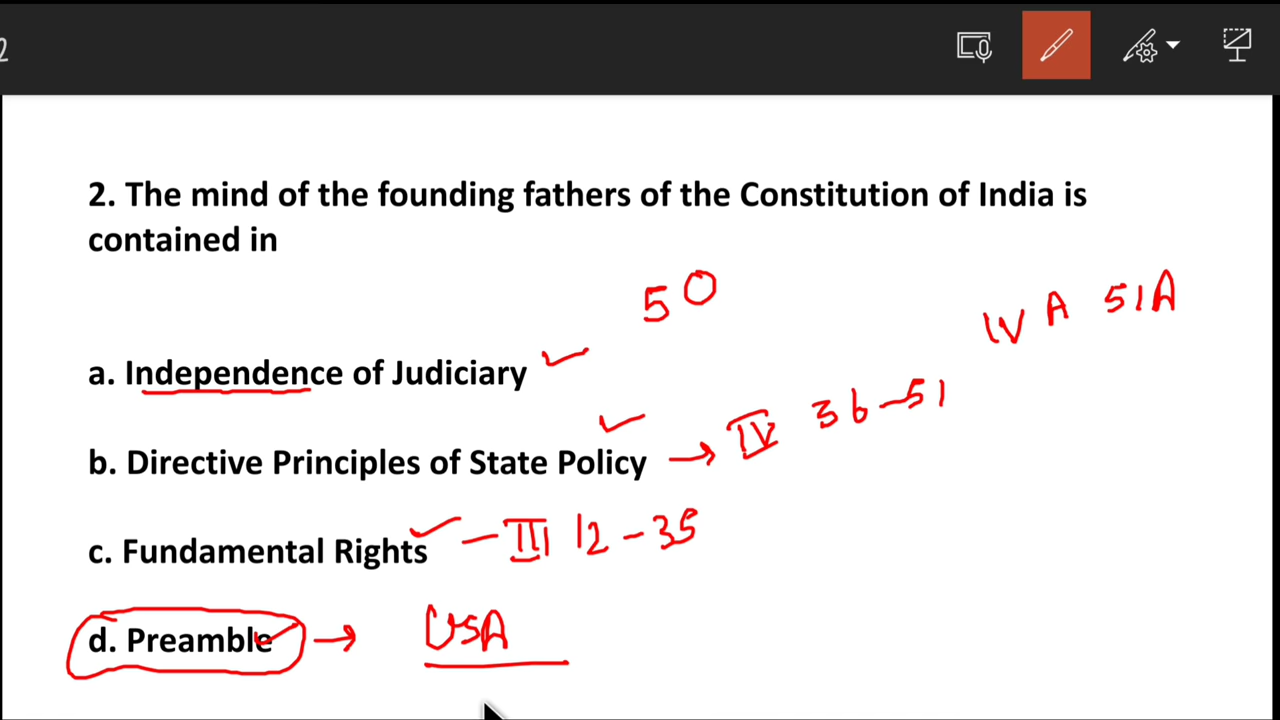 2
2. The mind of the founding fathers of the Constitution of India is
contained in
50
IV A 51A
a. Independence of Judiciary
b. Directive Principles of State Policy → IV 36-51
c. Fundamental Rights - III 12-35
d. Preamble → USA